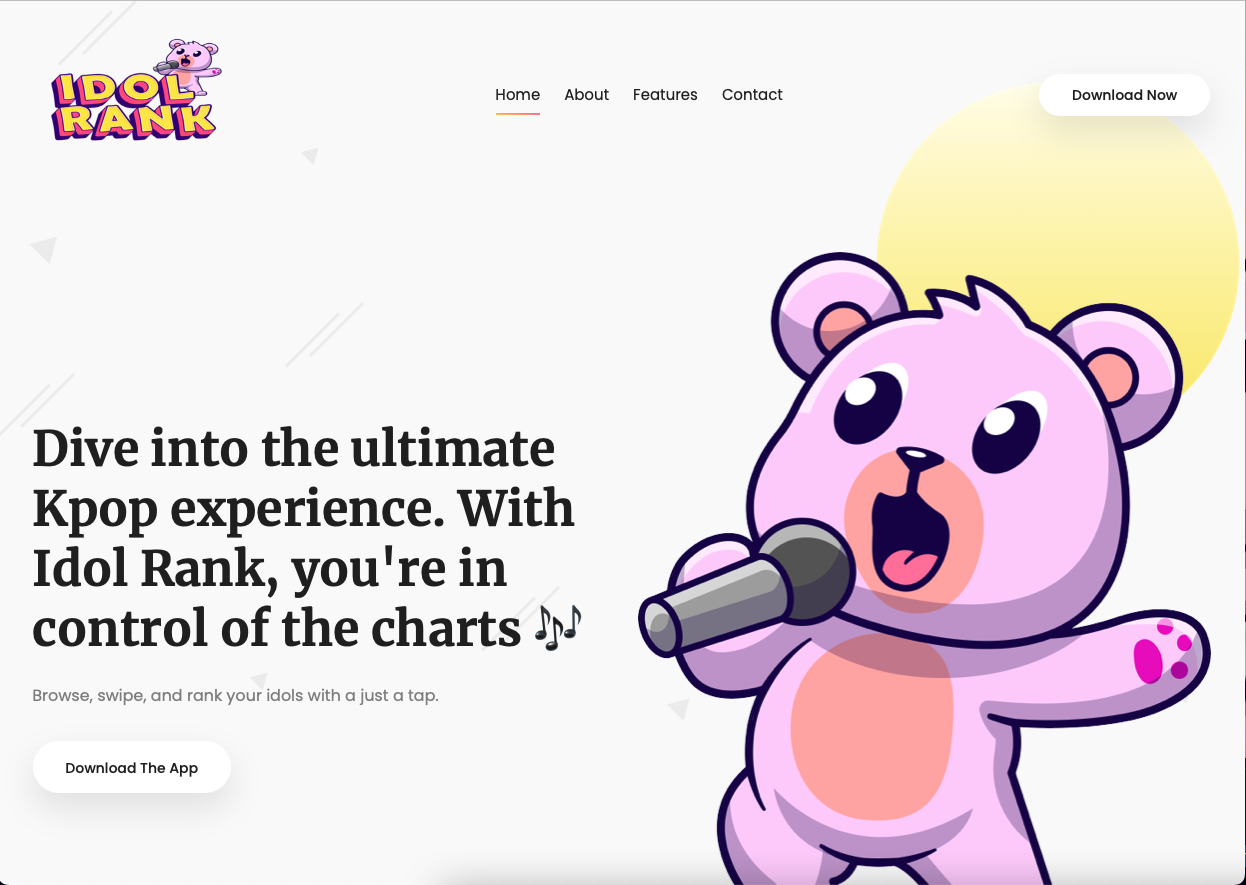 IDOL
RANK
Home About Features Contact
Download Now
Dive into the ultimate
Kpop experience. With
Idol Rank, you're in
control of the charts 🎶
Browse, swipe, and rank your idols with a just a tap.
Download The App